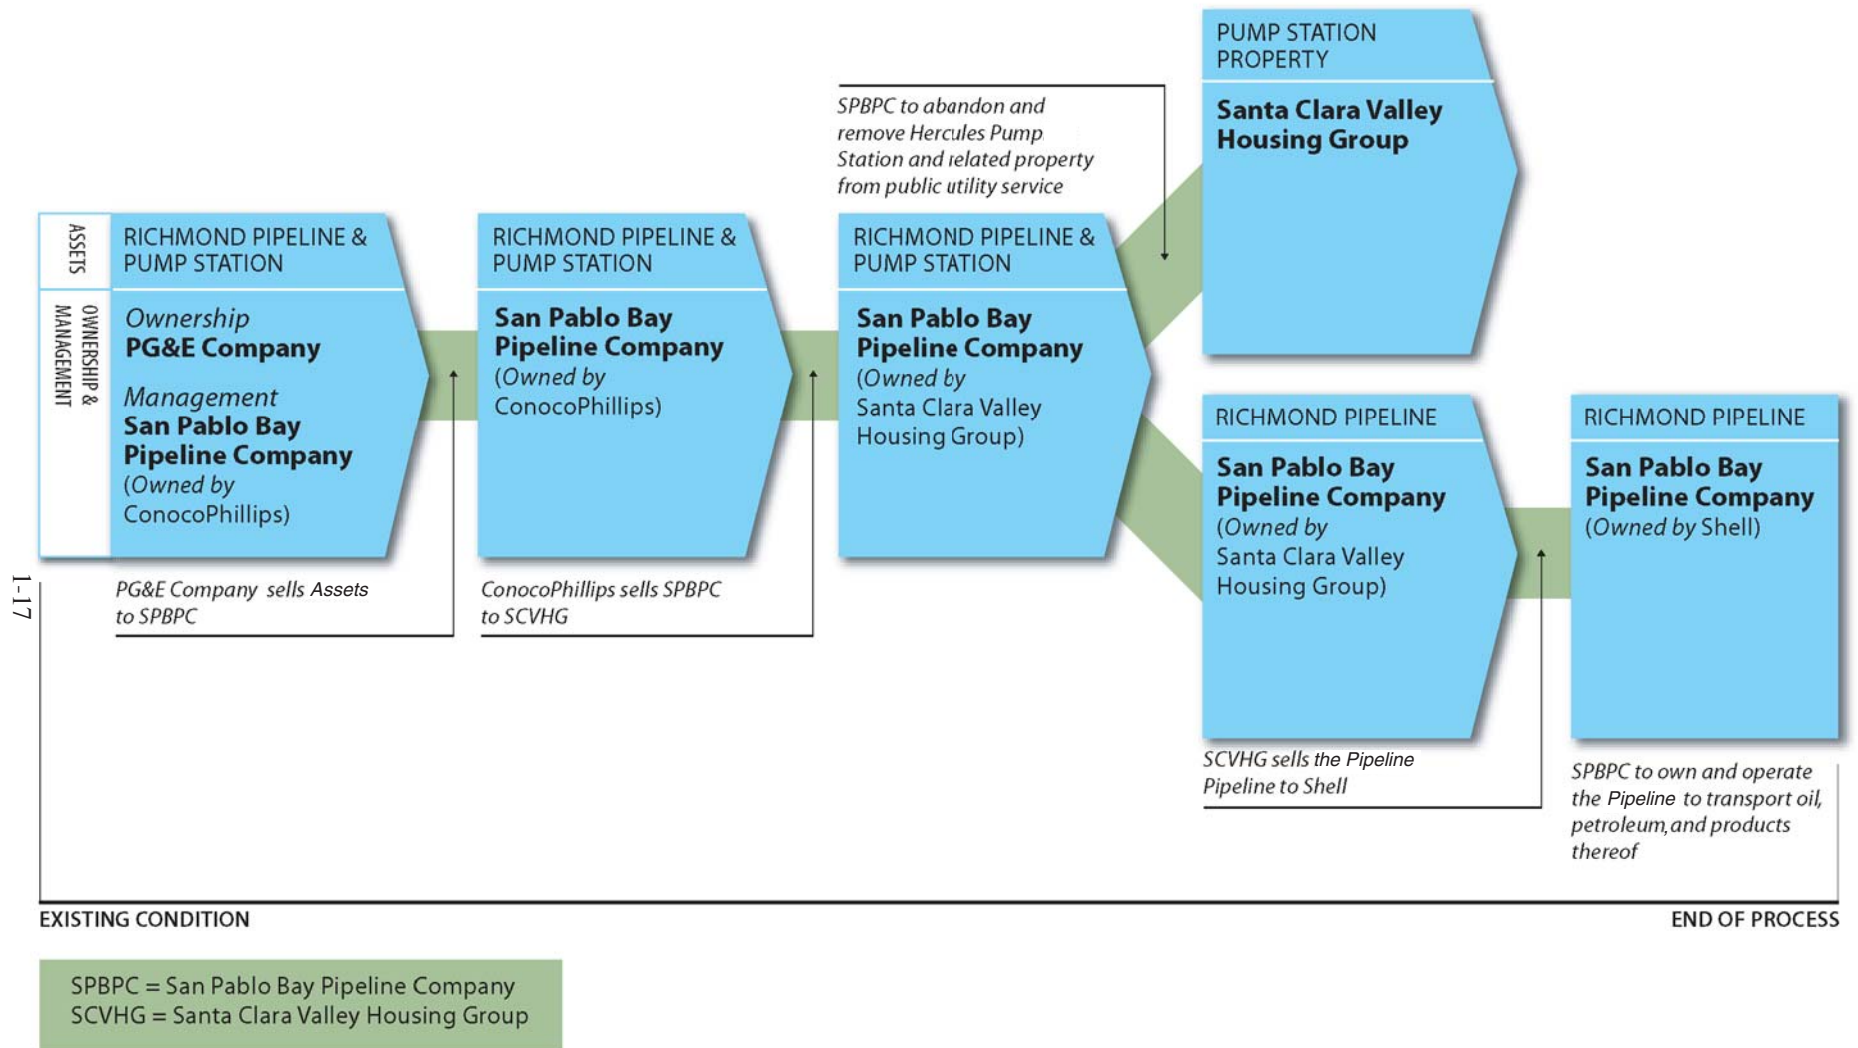 PUMP STATION
PROPERTY
Santa Clara Valley
Housing Group
SPBPC to abandon and
remove Hercules Pump
Station and related property
from public utility service
ASSETS
OWNERSHIP &
MANAGEMENT
RICHMOND PIPELINE &
PUMP STATION
Ownership
PG&E Company
Management
San Pablo Bay
Pipeline Company
(Owned by
ConocoPhillips)
PG&E Company sells Assets
to SPBPC
RICHMOND PIPELINE &
PUMP STATION
San Pablo Bay
Pipeline Company
(Owned by
ConocoPhillips)
ConocoPhillips sells SPBPC
to SCVHG
RICHMOND PIPELINE &
PUMP STATION
San Pablo Bay
Pipeline Company
(Owned by
Santa Clara Valley
Housing Group)
RICHMOND PIPELINE
San Pablo Bay
Pipeline Company
(Owned by
Santa Clara Valley
Housing Group)
SCVHG sells the Pipeline
Pipeline to Shell
RICHMOND PIPELINE
San Pablo Bay
Pipeline Company
(Owned by Shell)
SPBPC to own and operate
the Pipeline to transport oil,
petroleum, and products
thereof
1-17
EXISTING CONDITION
END OF PROCESS
SPBPC = San Pablo Bay Pipeline Company
SCVHG = Santa Clara Valley Housing Group